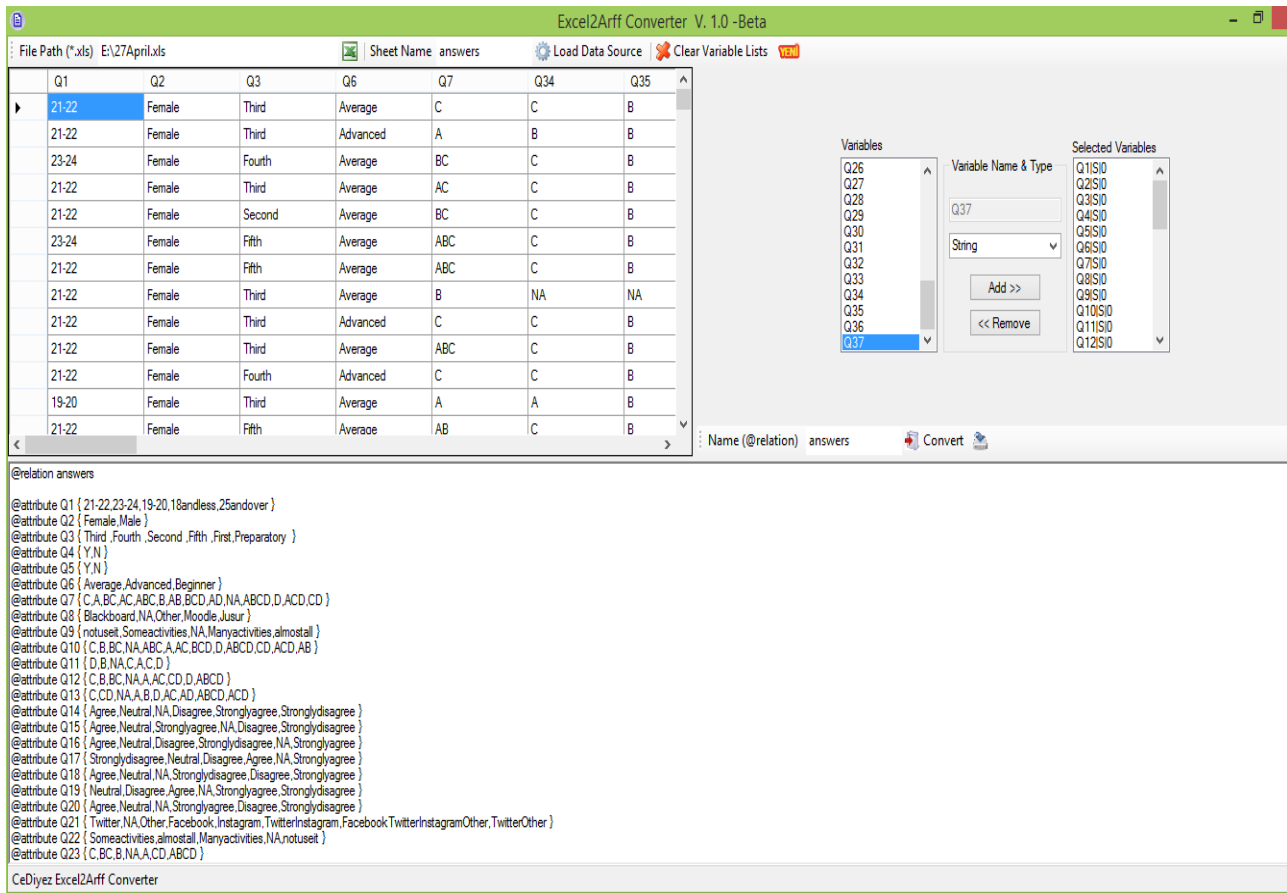 Excel2Arff Converter V. 1.0 -Beta
File Path (*.xls) E:\27April.xls Sheet Name answers Load Data Source Clear Variable Lists YENİ
Q1 Q2 Q3 Q6 Q7 Q34 Q35
21-22 Female Third Average C C B
21-22 Female Third Advanced A B B
23-24 Female Fourth Average BC C B
21-22 Female Third Average AC C B
21-22 Female Second Average BC C B
23-24 Female Fifth Average ABC C B
21-22 Female Fifth Average ABC C B
21-22 Female Third Average B NA NA
21-22 Female Third Advanced C C B
21-22 Female Third Average ABC C B
21-22 Female Fourth Advanced C C B
19-20 Female Third Average A A B
21-22 Female Fifth Average AB C B
Variables
Q26
Q27
Q28
Q29
Q30
Q31
Q32
Q33
Q34
Q35
Q36
Q37
Variable Name & Type
Q37
String
Add >>
<< Remove
Selected Variables
Q1|S|0
Q2|S|0
Q3|S|0
Q4|S|0
Q5|S|0
Q6|S|0
Q7|S|0
Q8|S|0
Q9|S|0
Q10|S|0
Q11|S|0
Q12|S|0
Name (@relation) answers Convert
@relation answers
@attribute Q1 { 21-22,23-24,19-20,18andless,25andover }
@attribute Q2 { Female,Male }
@attribute Q3 { Third ,Fourth ,Second ,Fifth ,First,Preparatory }
@attribute Q4 { Y,N }
@attribute Q5 { Y,N }
@attribute Q6 { Average,Advanced,Beginner }
@attribute Q7 { C,A,BC,AC,ABC,B,AB,BCD,AD,NA,ABCD,D,ACD,CD }
@attribute Q8 { Blackboard,NA,Other,Moodle,Jusur }
@attribute Q9 { notuseit,Someactivities,NA,Manyactivities,almostall }
@attribute Q10 { C,B,BC,NA,ABC,A,AC,BCD,D,ABCD,CD,ACD,AB }
@attribute Q11 { D,B,NA,C,A,C,D }
@attribute Q12 { C,B,BC,NA,A,AC,CD,D,ABCD }
@attribute Q13 { C,CD,NA,A,B,D,AC,AD,ABCD,ACD }
@attribute Q14 { Agree,Neutral,NA,Disagree,Stronglyagree,Stronglydisagree }
@attribute Q15 { Agree,Neutral,Stronglyagree,NA,Disagree,Stronglydisagree }
@attribute Q16 { Agree,Neutral,Disagree,Stronglydisagree,NA,Stronglyagree }
@attribute Q17 { Stronglydisagree,Neutral,Disagree,Agree,NA,Stronglyagree }
@attribute Q18 { Agree,Neutral,NA,Stronglydisagree,Disagree,Stronglyagree }
@attribute Q19 { Neutral,Disagree,Agree,NA,Stronglyagree,Stronglydisagree }
@attribute Q20 { Agree,Neutral,NA,Stronglyagree,Disagree,Stronglydisagree }
@attribute Q21 { Twitter,NA,Other,Facebook,Instagram,TwitterInstagram,FacebookTwitterInstagramOther,TwitterOther }
@attribute Q22 { Someactivities,almostall,Manyactivities,NA,notuseit }
@attribute Q23 { C,BC,B,NA,A,CD,ABCD }
CeDiyez Excel2Arff Converter